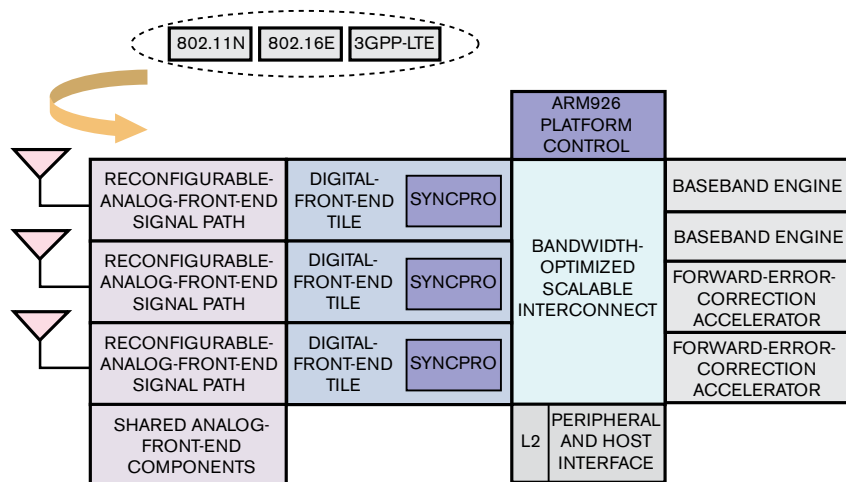 802.11N
802.16E
3GPP-LTE
ARM926
PLATFORM
CONTROL
RECONFIGURABLE-
ANALOG-FRONT-END
SIGNAL PATH
DIGITAL-
FRONT-END
TILE
SYNCPRO
RECONFIGURABLE-
ANALOG-FRONT-END
SIGNAL PATH
DIGITAL-
FRONT-END
TILE
SYNCPRO
RECONFIGURABLE-
ANALOG-FRONT-END
SIGNAL PATH
DIGITAL-
FRONT-END
TILE
SYNCPRO
SHARED ANALOG-
FRONT-END
COMPONENTS
BANDWIDTH-
OPTIMIZED
SCALABLE
INTERCONNECT
L2
PERIPHERAL
AND HOST
INTERFACE
BASEBAND ENGINE
BASEBAND ENGINE
FORWARD-ERROR-
CORRECTION
ACCELERATOR
FORWARD-ERROR-
CORRECTION
ACCELERATOR